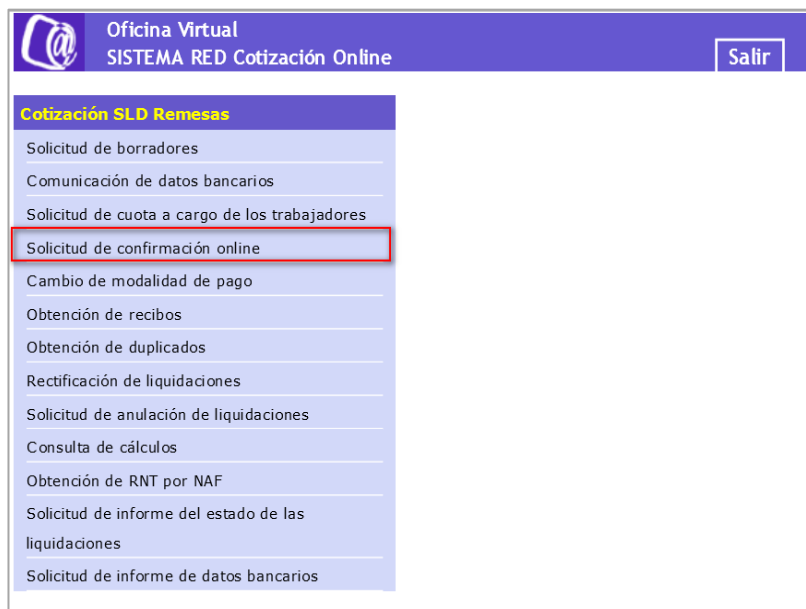 Oficina Virtual
SISTEMA RED Cotización Online
Salir
Cotización SLD Remesas
Solicitud de borradores
Comunicación de datos bancarios
Solicitud de cuota a cargo de los trabajadores
Solicitud de confirmación online
Cambio de modalidad de pago
Obtención de recibos
Obtención de duplicados
Rectificación de liquidaciones
Solicitud de anulación de liquidaciones
Consulta de cálculos
Obtención de RNT por NAF
Solicitud de informe del estado de las
liquidaciones
Solicitud de informe de datos bancarios